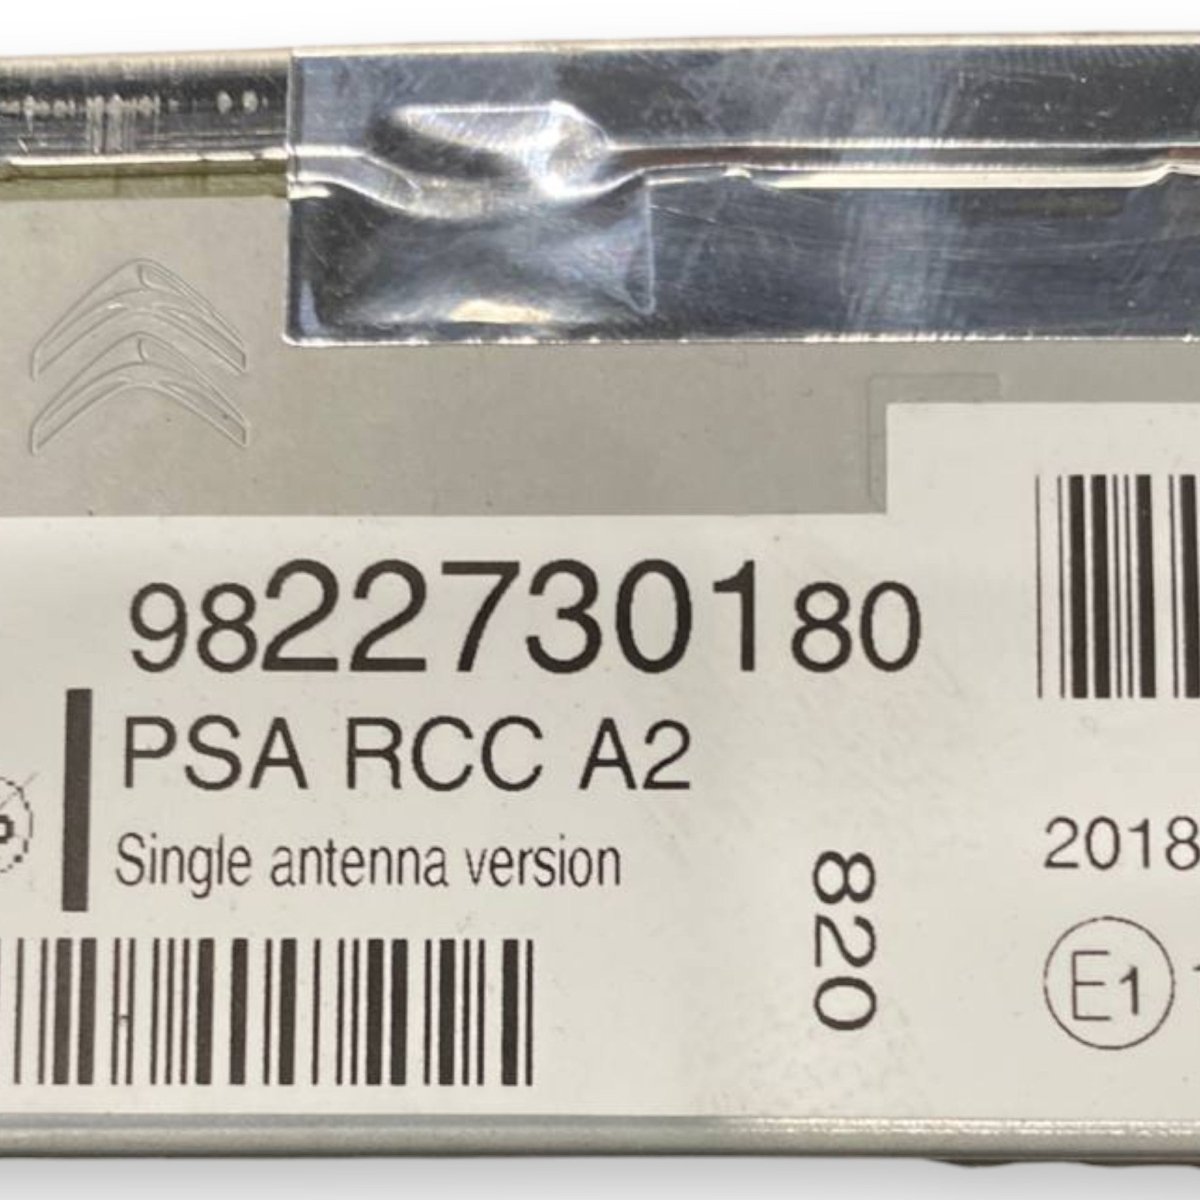 9822730180
PSA RCC A2
Single antenna version
820
2018
E1